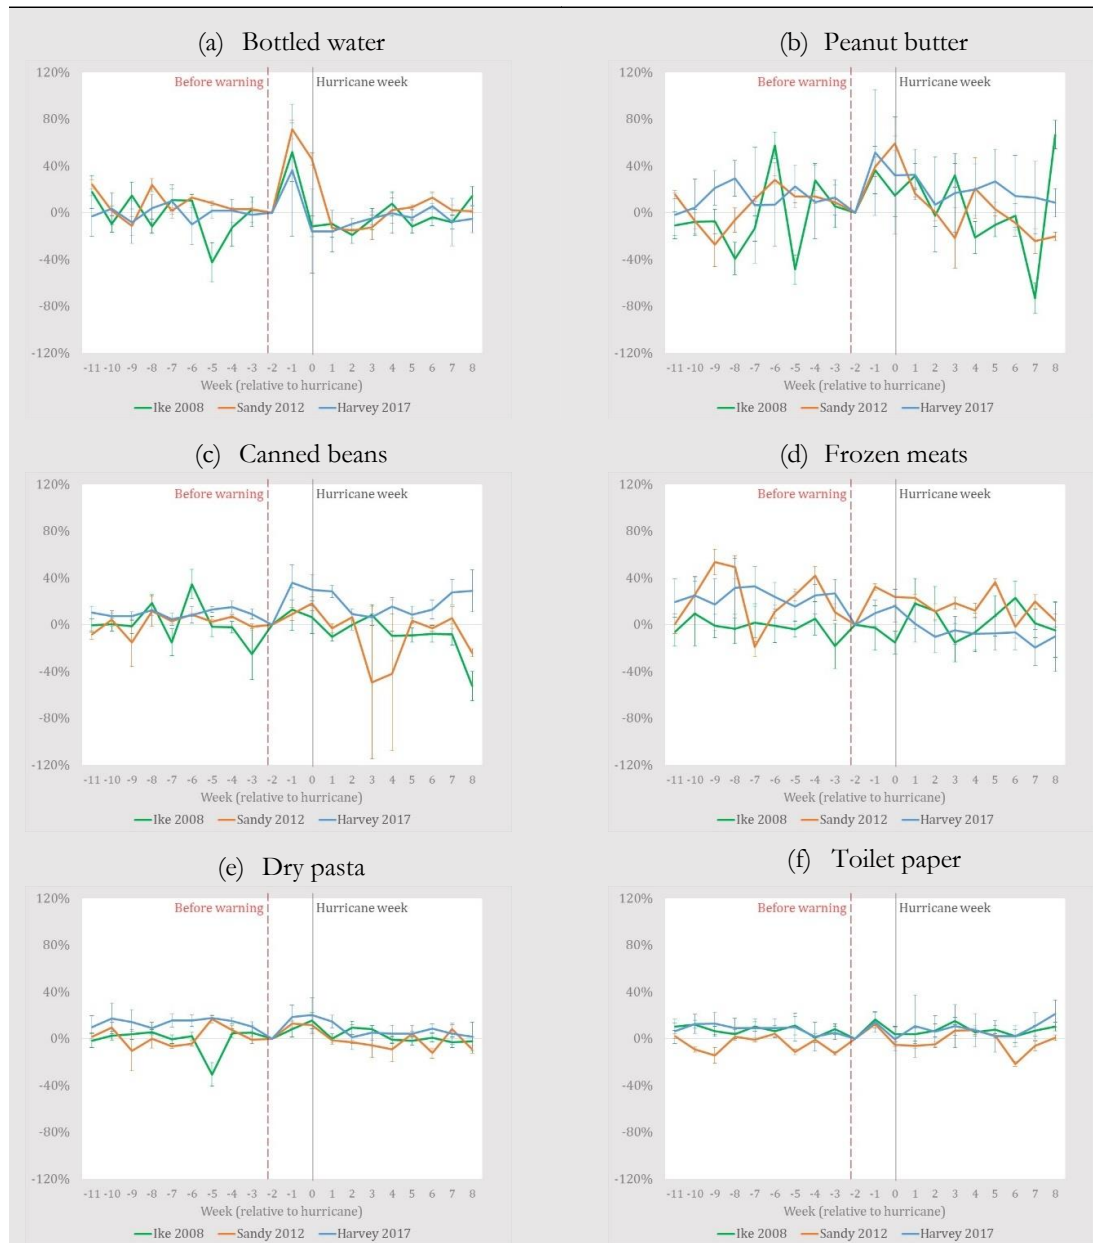 (a) Bottled water
(b) Peanut butter
120%
80%
40%
0%
-40%
-80%
-120%
Before warning
Hurricane week
-11 -10 -9 -8 -7 -6 -5 -4 -3 -2 -1 0 1 2 3 4 5 6 7 8
Week (relative to hurricane)
Ike 2008 Sandy 2012 Harvey 2017
120%
80%
40%
0%
-40%
-80%
-120%
Before warning
Hurricane week
-11 -10 -9 -8 -7 -6 -5 -4 -3 -2 -1 0 1 2 3 4 5 6 7 8
Week (relative to hurricane)
Ike 2008 Sandy 2012 Harvey 2017
(c) Canned beans
(d) Frozen meats
120%
80%
40%
0%
-40%
-80%
-120%
Before warning
Hurricane week
-11 -10 -9 -8 -7 -6 -5 -4 -3 -2 -1 0 1 2 3 4 5 6 7 8
Week (relative to hurricane)
Ike 2008 Sandy 2012 Harvey 2017
120%
80%
40%
0%
-40%
-80%
-120%
Before warning
Hurricane week
-11 -10 -9 -8 -7 -6 -5 -4 -3 -2 -1 0 1 2 3 4 5 6 7 8
Week (relative to hurricane)
Ike 2008 Sandy 2012 Harvey 2017
(e) Dry pasta
(f) Toilet paper
120%
80%
40%
0%
-40%
-80%
-120%
Before warning
Hurricane week
-11 -10 -9 -8 -7 -6 -5 -4 -3 -2 -1 0 1 2 3 4 5 6 7 8
Week (relative to hurricane)
Ike 2008 Sandy 2012 Harvey 2017
120%
80%
40%
0%
-40%
-80%
-120%
Before warning
Hurricane week
-11 -10 -9 -8 -7 -6 -5 -4 -3 -2 -1 0 1 2 3 4 5 6 7 8
Week (relative to hurricane)
Ike 2008 Sandy 2012 Harvey 2017